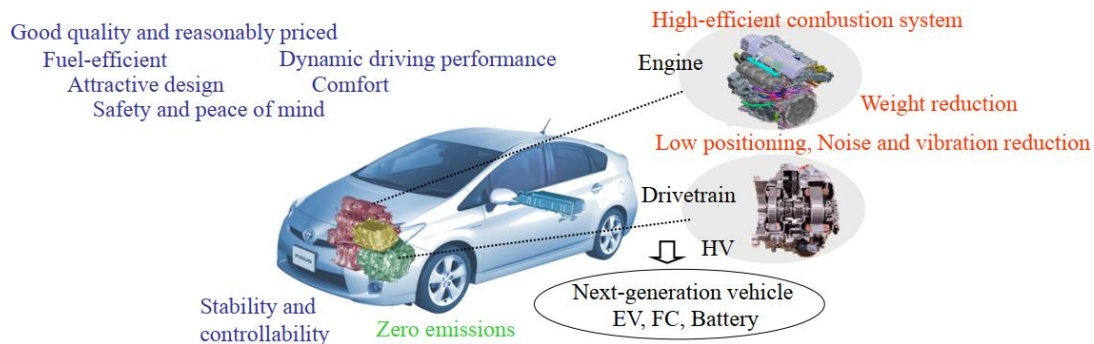 Good quality and reasonably priced
Fuel-efficient
Dynamic driving performance
Attractive design
Comfort
Safety and peace of mind
High-efficient combustion system
Engine
Weight reduction
Low positioning, Noise and vibration reduction
Drivetrain
HV
Next-generation vehicle
EV, FC, Battery
Stability and
controllability
Zero emissions